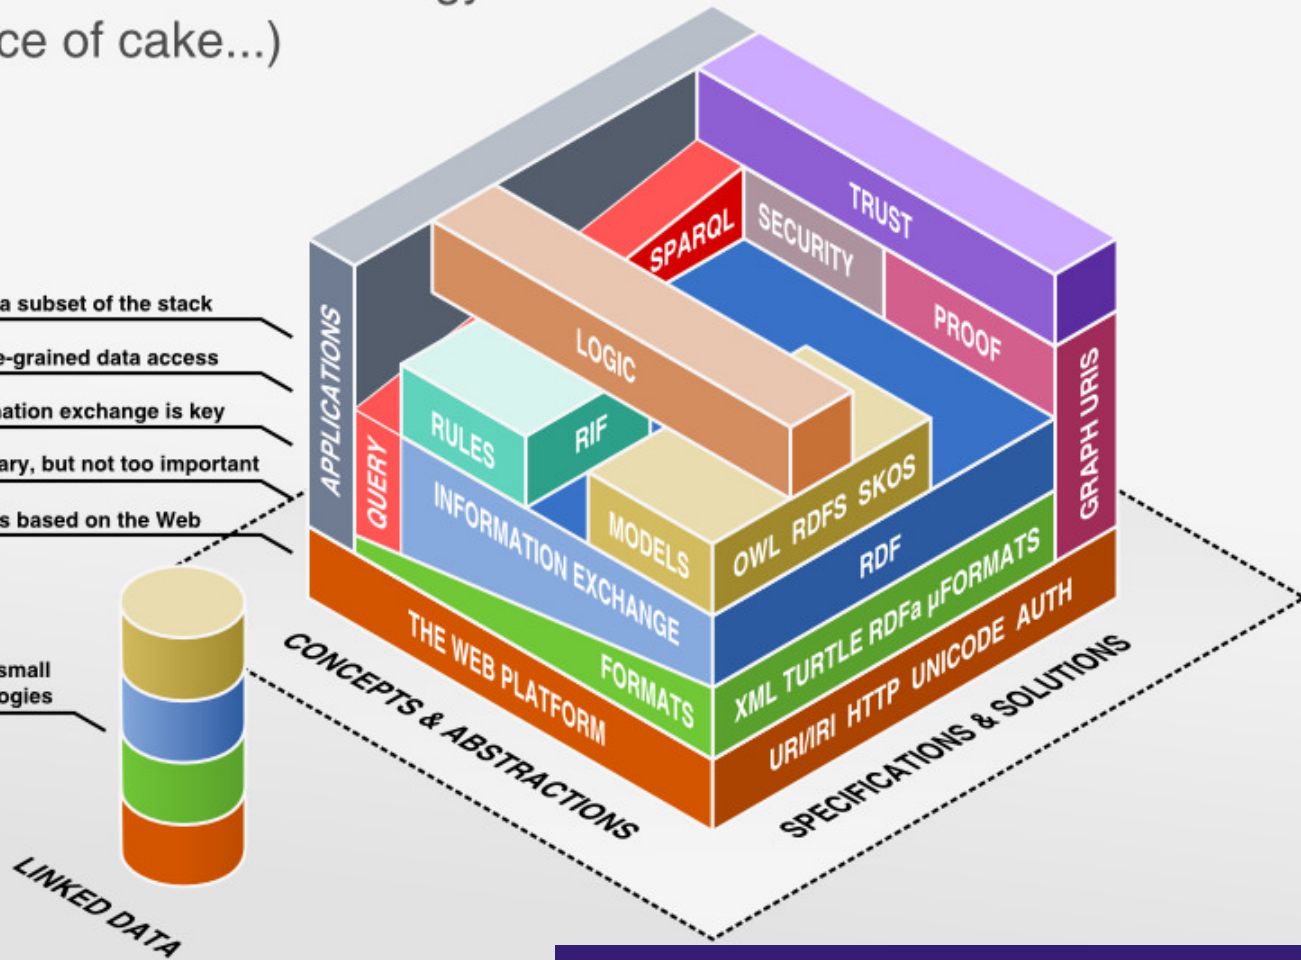 ce of cake...)
a subset of the stack
e-grained data access
ation exchange is key
ary, but not too important
s based on the Web
small
ogies
LINKED DATA
APPLICATIONS
QUERY
RULES
RIF
LOGIC
SPARQL
SECURITY
TRUST
PROOF
GRAPH URIS
INFORMATION EXCHANGE
MODELS
OWL RDFS SKOS
RDF
FORMATS
XML TURTLE RDFa µFORMATS
THE WEB PLATFORM
URI/IRI HTTP UNICODE AUTH
CONCEPTS & ABSTRACTIONS
SPECIFICATIONS & SOLUTIONS